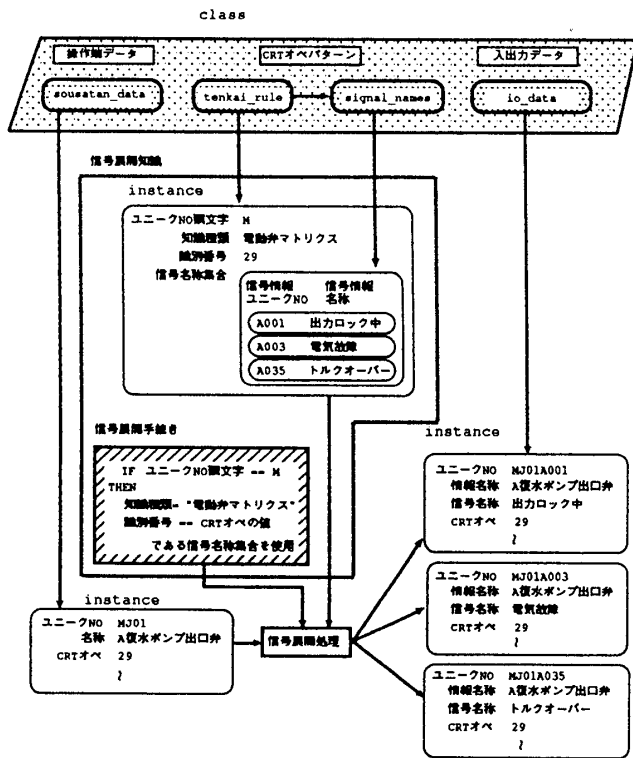 class
操作端データ
CRTオペパターン
入出力データ
sousatan_data
tenkai_rule
signal_names
io_data
信号展開知識
instance
ユニークNO頭文字 M
知識種類 電動弁マトリクス
識別番号 29
信号名称集合
信号情報 信号情報
ユニークNO 名称
A001 出力ロック中
A003 電気故障
A035 トルクオーバー
信号展開手続き
IF ユニークNO頭文字 == M
THEN
知識種類= "電動弁マトリクス"
識別番号 == CRTオペの値
である信号名称集合を使用
instance
ユニークNO MJ01
名称 A復水ポンプ出口弁
CRTオペ 29
~
信号展開処理
instance
ユニークNO MJ01A001
情報名称 A復水ポンプ出口弁
信号名称 出力ロック中
CRTオペ 29
~
ユニークNO MJ01A003
情報名称 A復水ポンプ出口弁
信号名称 電気故障
CRTオペ 29
~
ユニークNO MJ01A035
情報名称 A復水ポンプ出口弁
信号名称 トルクオーバー
CRTオペ 29
~